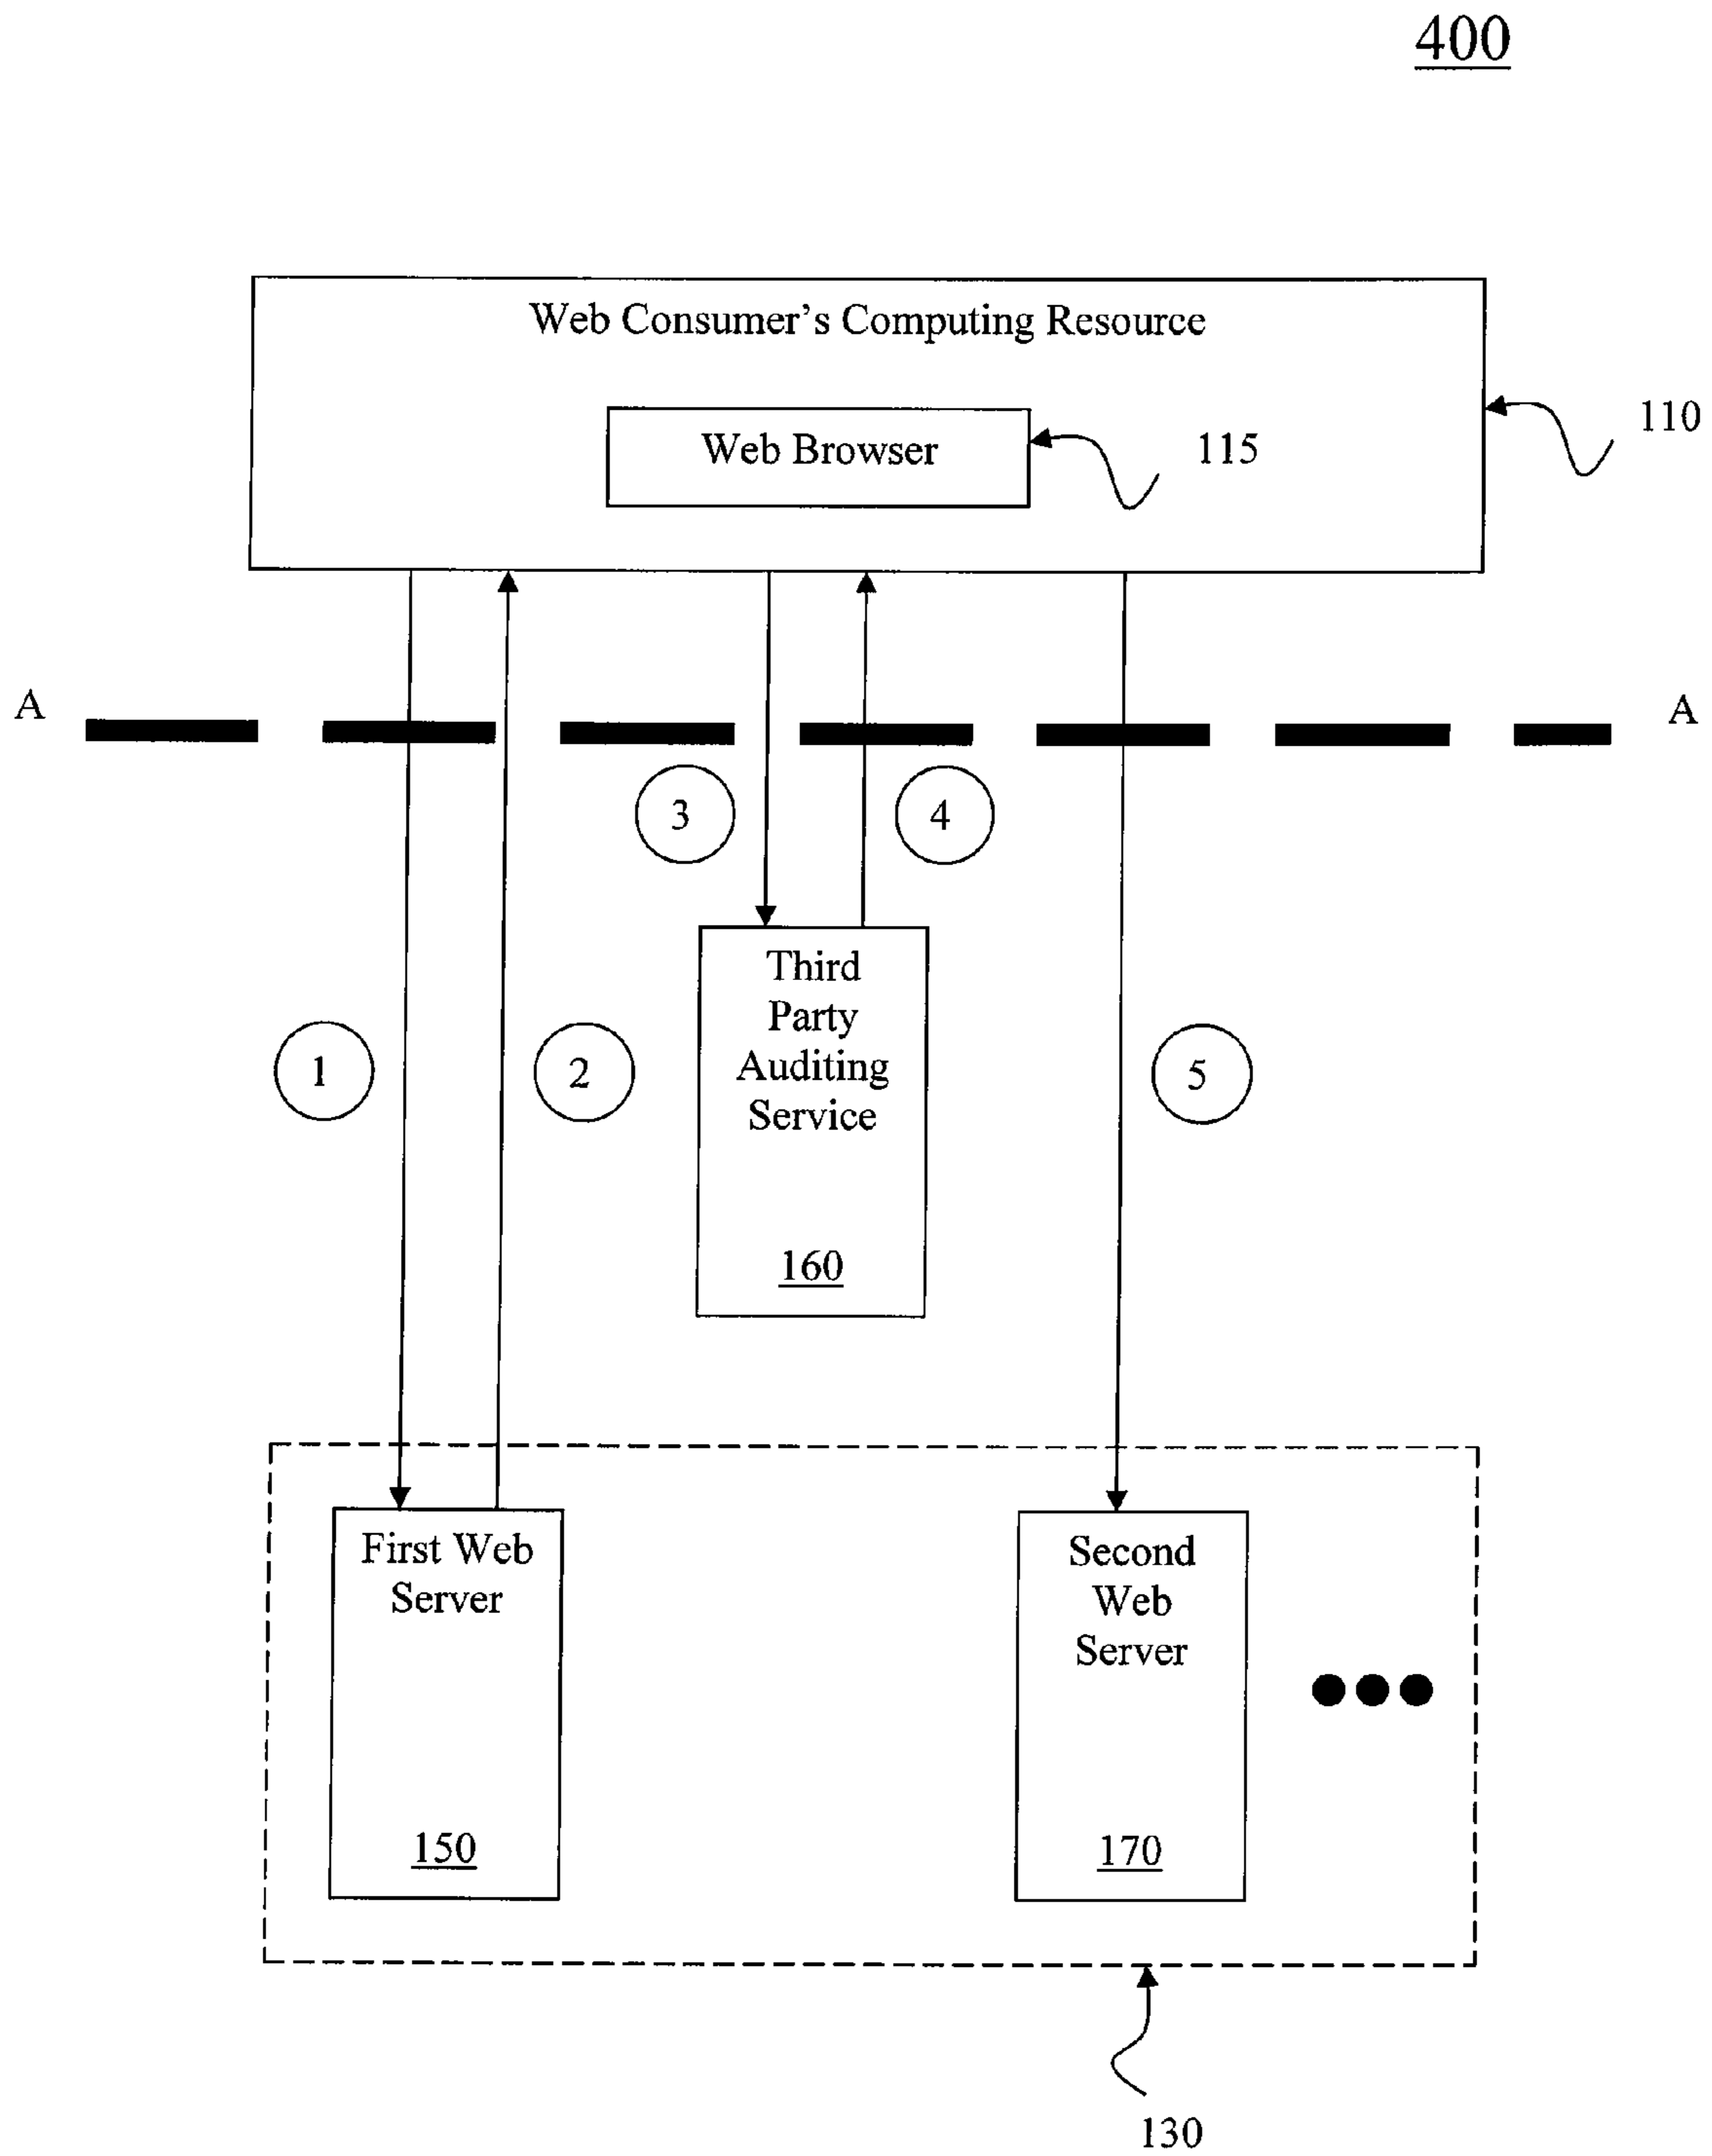 400
Web Consumer's Computing Resource
110
Web Browser
115
A
A
3
4
Third
Party
Auditing
Service
160
1
2
5
First Web
Server
150
Second
Web
Server
170
130